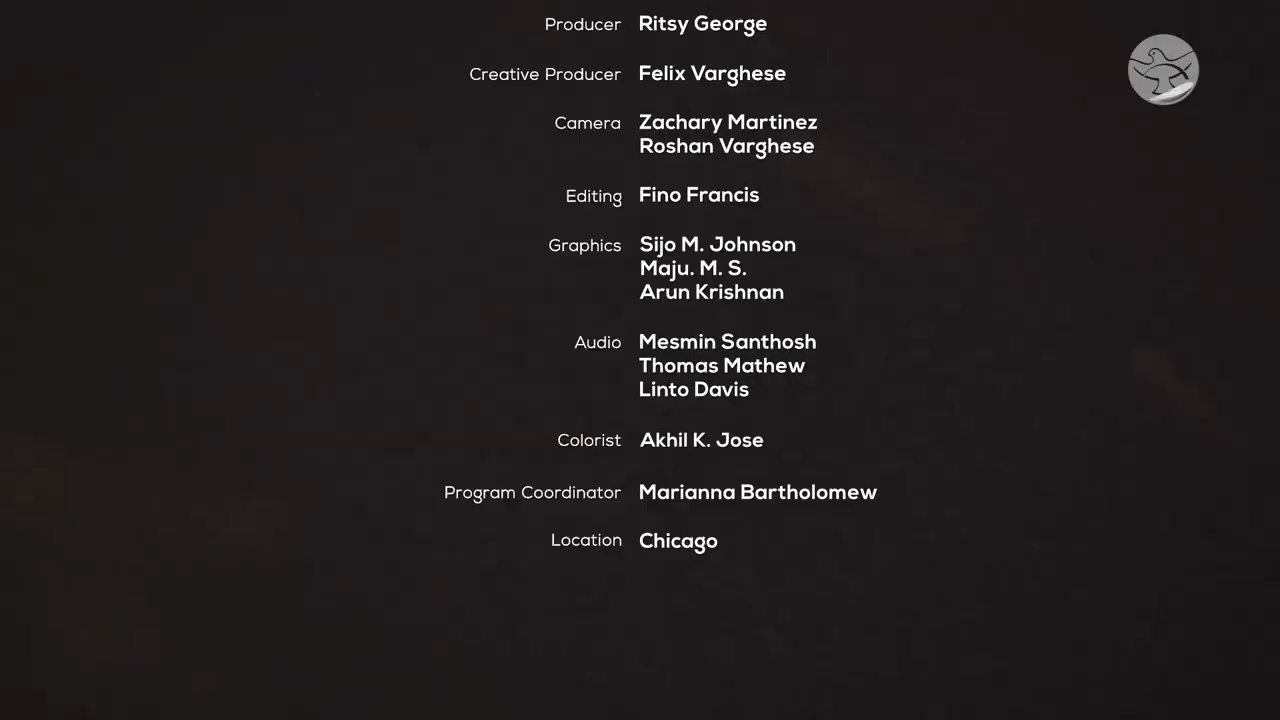 Producer Ritsy George
Creative Producer Felix Varghese
Camera Zachary Martinez
Roshan Varghese
Editing Fino Francis
Graphics Sijo M. Johnson
Maju. M. S.
Arun Krishnan
Audio Mesmin Santhosh
Thomas Mathew
Linto Davis
Colorist Akhil K. Jose
Program Coordinator Marianna Bartholomew
Location Chicago